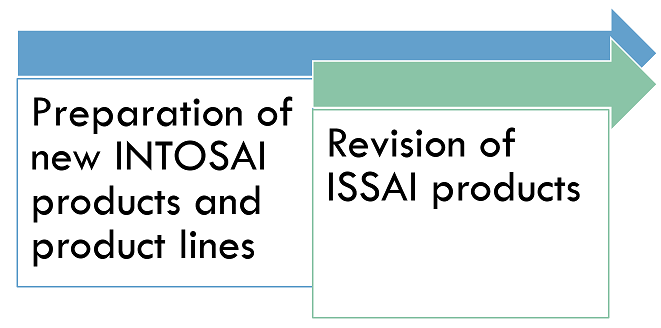 Preparation of
new INTOSAI
products and
product lines
Revision of
ISSAI products